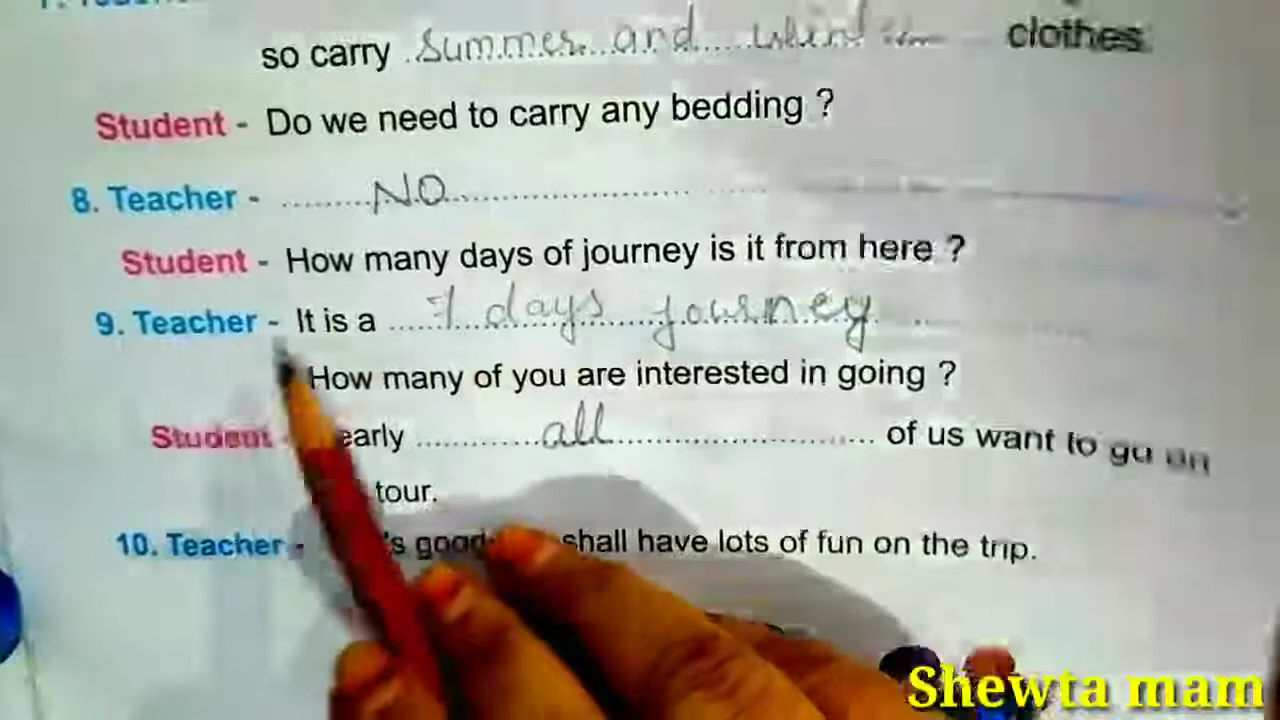 so carry summer and winter clothes
Student - Do we need to carry any bedding ?
8. Teacher - NO
Student - How many days of journey is it from here ?
9. Teacher - It is a 7 days journey
How many of you are interested in going ?
Student - early all of us want to go on
tour.
10. Teacher - 's good shall have lots of fun on the trip.
Shewta mam